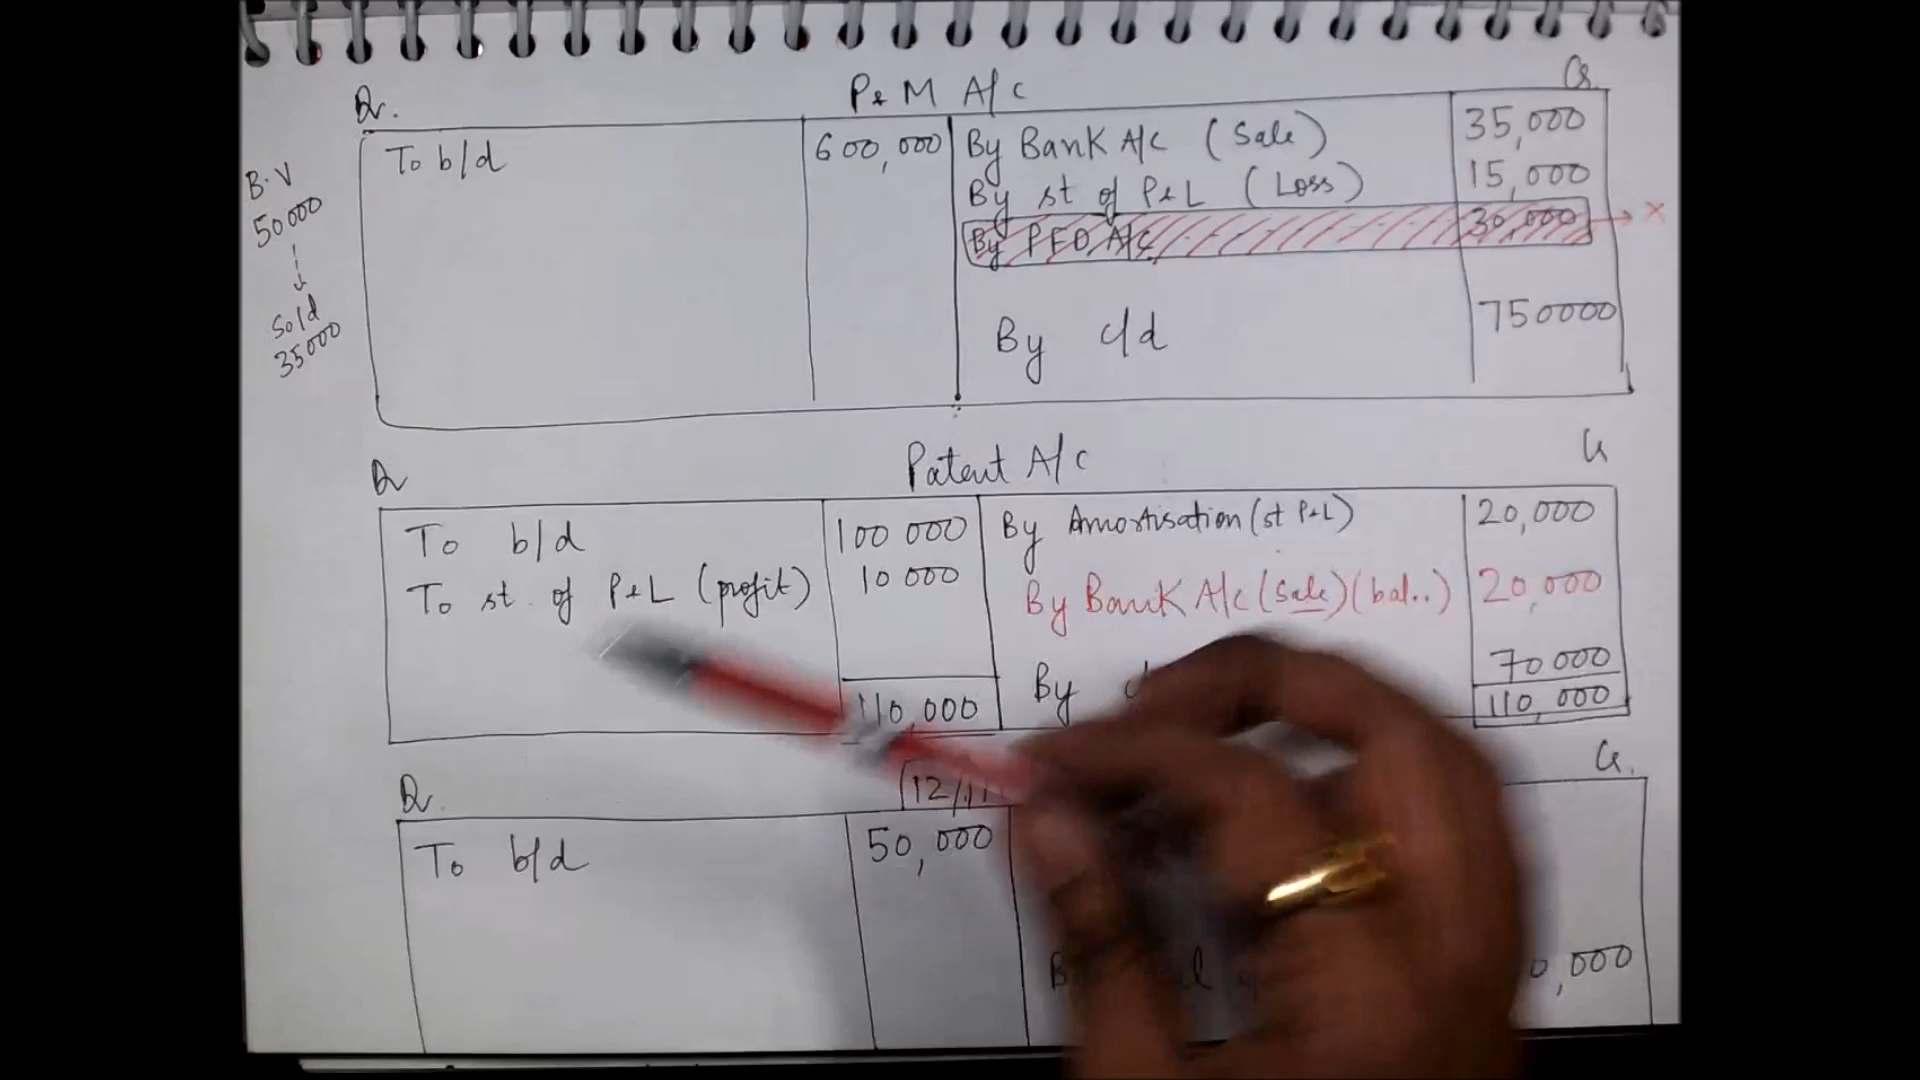 P & M A/c
Dr. Cr.
To b/d 600,000 By Bank A/c (Sale) 35,000
By st of P&L (Loss) 15,000
By PFD A/c 30,000 → x
By c/d 750000
B.V
50000
Sold
35000
Patent A/c
Dr Cr
To b/d 100 000 By Amortisation (st P&L) 20,000
To st of P&L (profit) 10 000 By Bank A/c (Sale) (bal..) 20,000
By 70 000
110,000 110,000
Dr. Cr.
To b/d 50,000
0,000